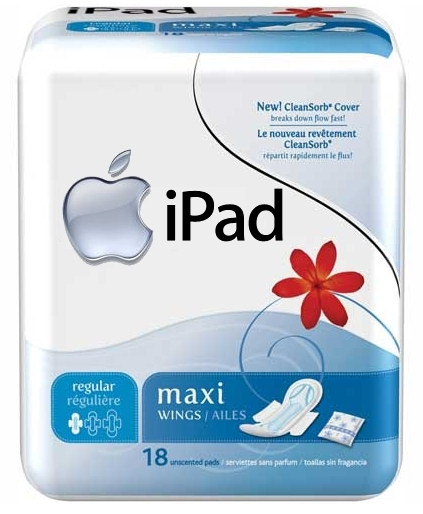 iPad
New! CleanSorb® Cover
breaks down flow fast!
Le nouveau revêtement
CleanSorb®
répartit rapidement le flux!
iPad
regular
régulière
maxi
WINGS / AILES
18 unscented pads / serviettes sans parfum / toallas sin fragancia